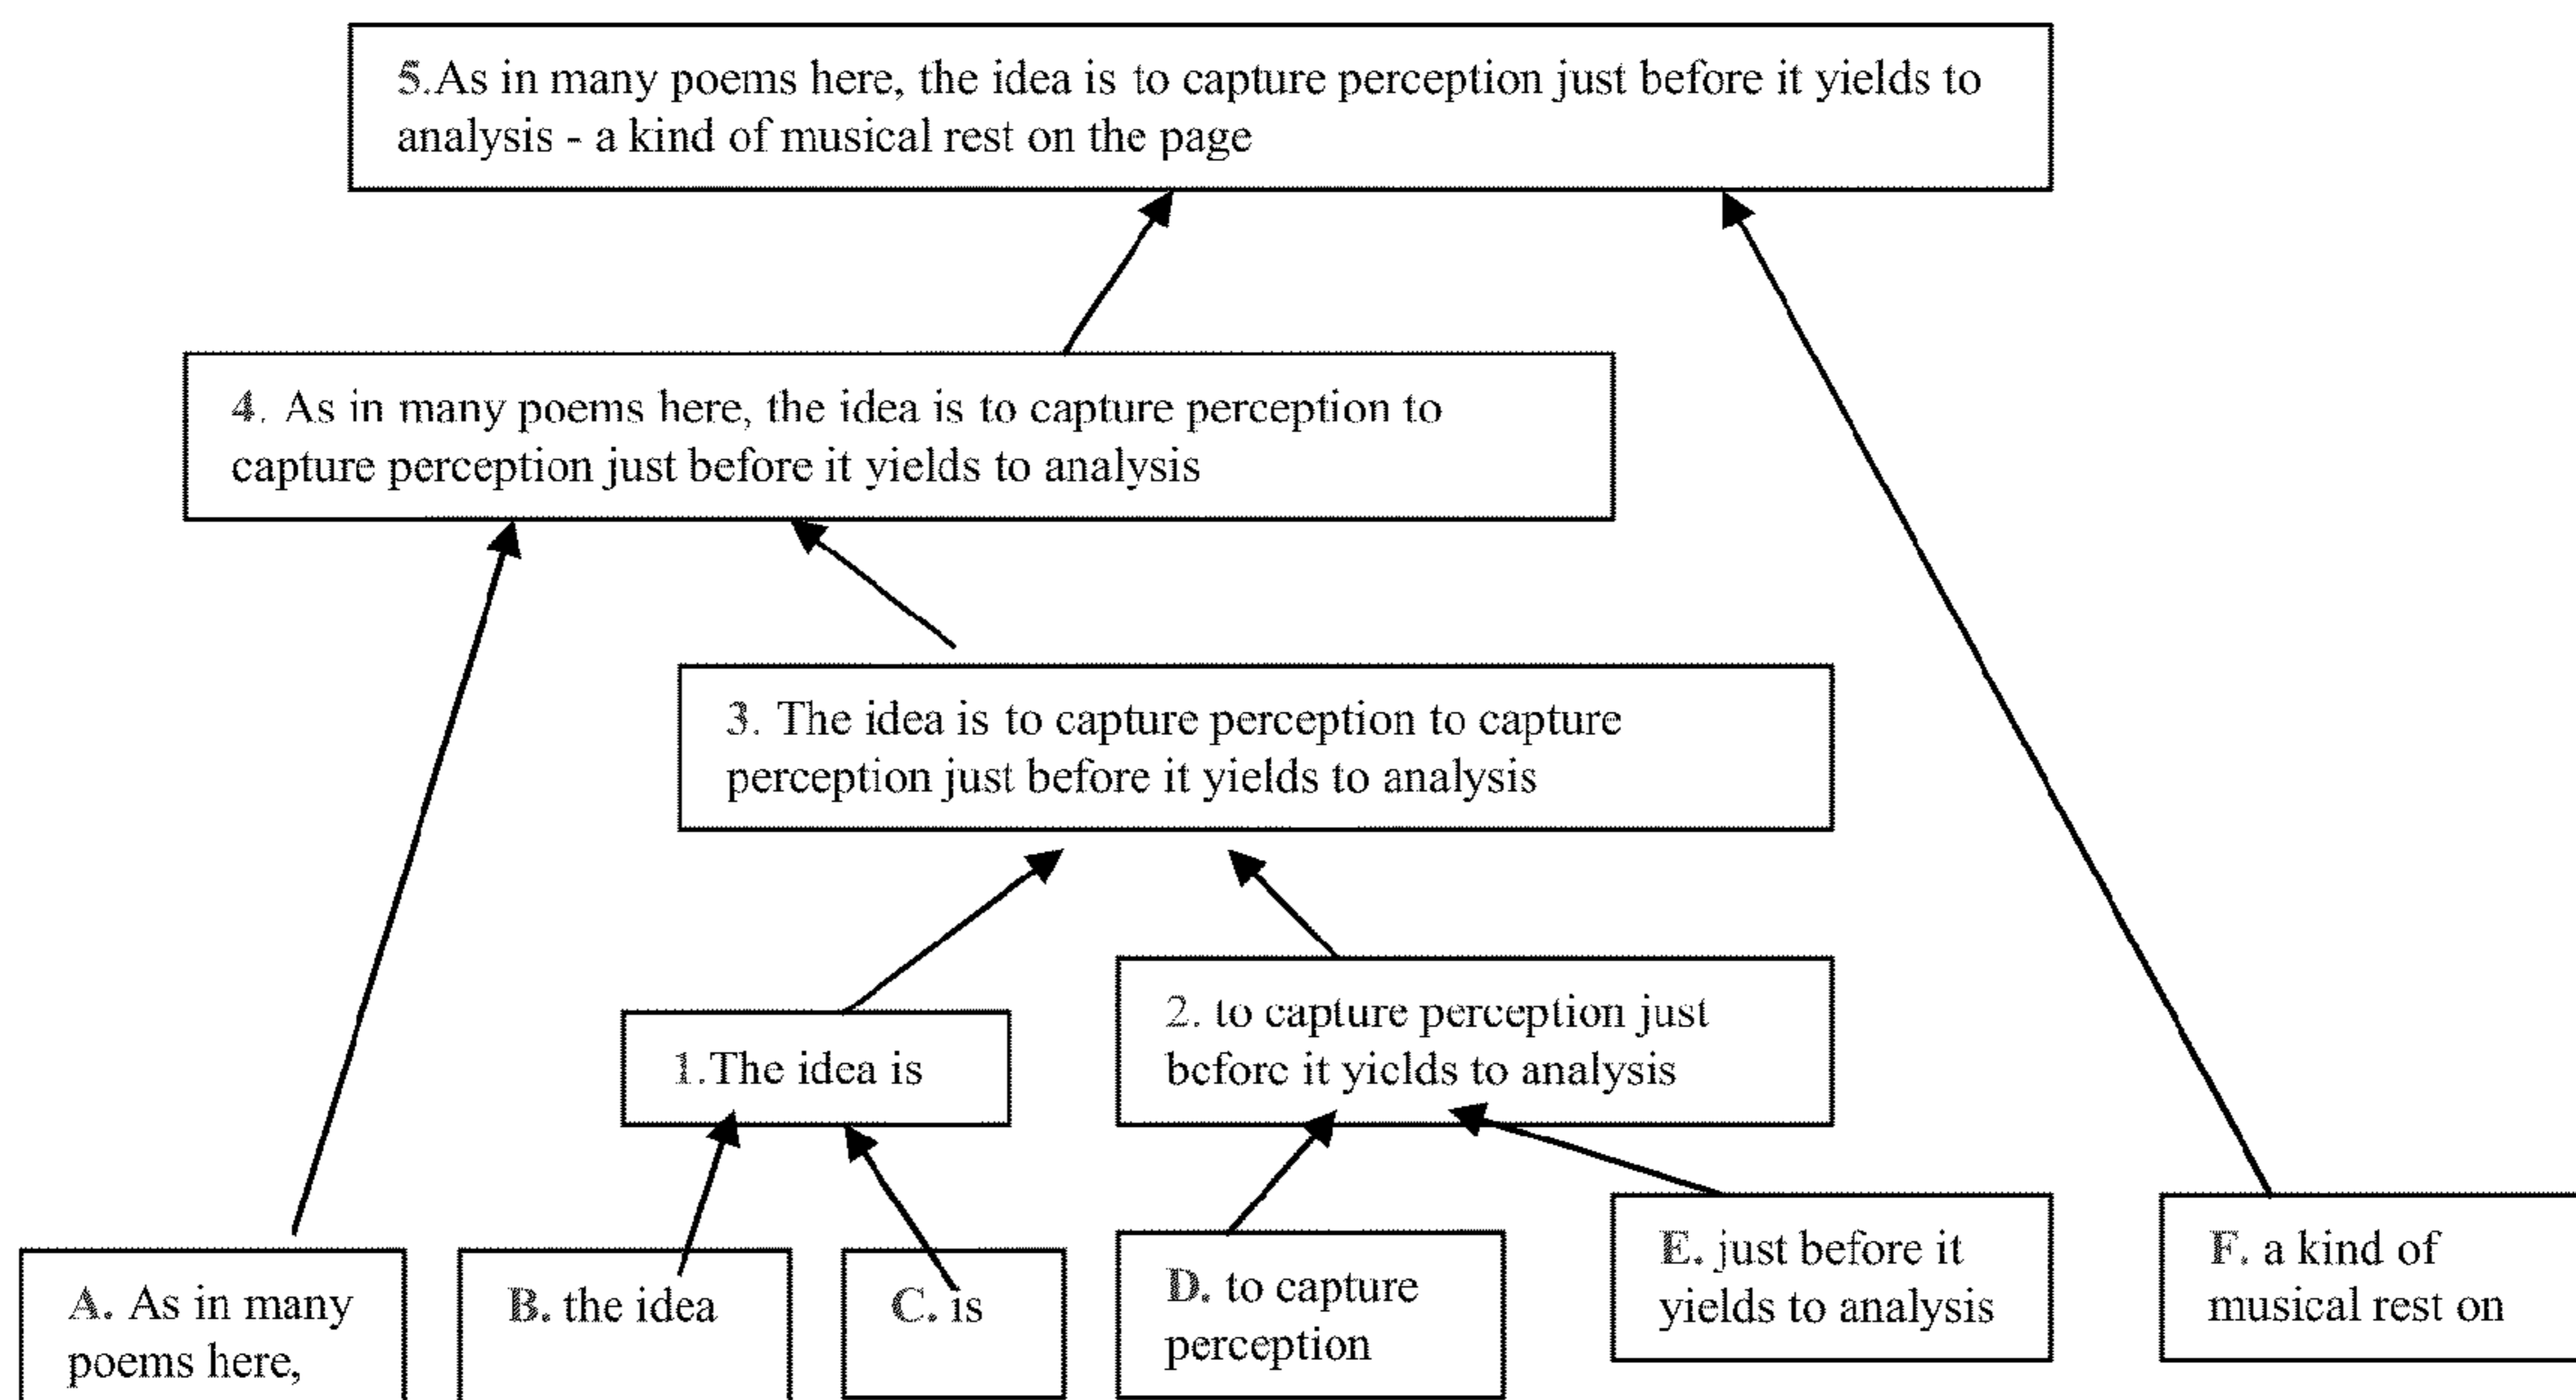 5.As in many poems here, the idea is to capture perception just before it yields to
analysis - a kind of musical rest on the page
4. As in many poems here, the idea is to capture perception to
capture perception just before it yields to analysis
3. The idea is to capture perception to capture
perception just before it yields to analysis
1.The idea is
2. to capture perception just
before it yields to analysis
A. As in many
poems here,
B. the idea
C. is
D. to capture
perception
E. just before it
yields to analysis
F. a kind of
musical rest on